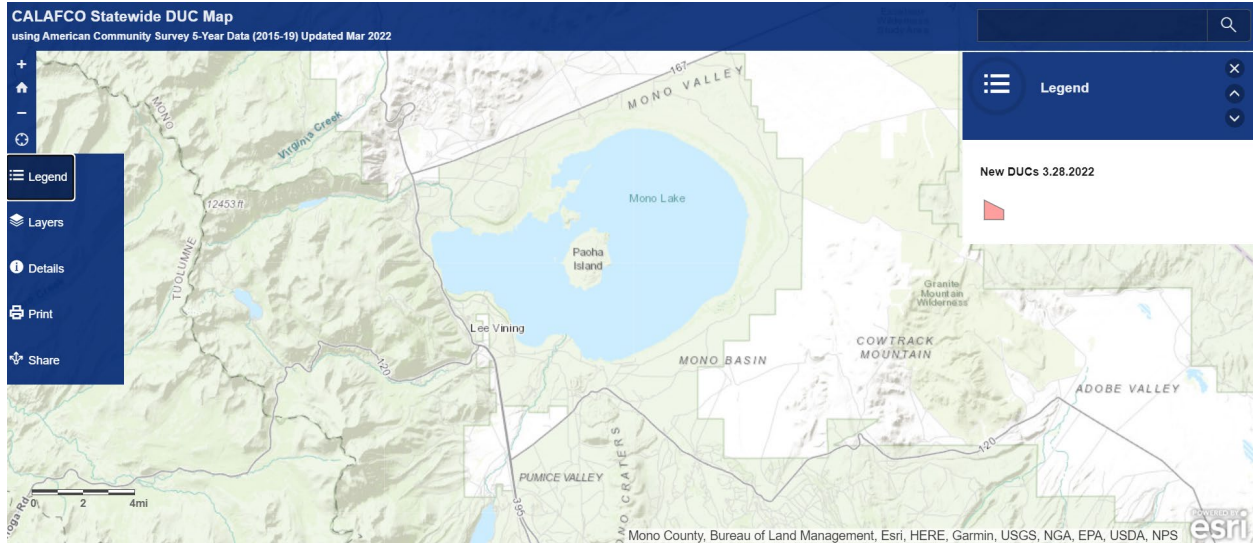 CALAFCO Statewide DUC Map
using American Community Survey 5-Year Data (2015-19) Updated Mar 2022
Legend
New DUCs 3.28.2022
Legend
Layers
Details
Print
Share
167
MONO VALLEY
MONO
Virginia Creek
12453 ft
Mono Lake
Paoha
Island
TUOLUMNE
Granite
Mountain
Wilderness
Lee Vining
COWTRACK
MOUNTAIN
MONO BASIN
120
ADOBE VALLEY
120
PUMICE VALLEY
MONO CRATERS
395
Tioga Rd
0 2 4mi
Mono County, Bureau of Land Management, Esri, HERE, Garmin, USGS, NGA, EPA, USDA, NPS
POWERED BY
esri